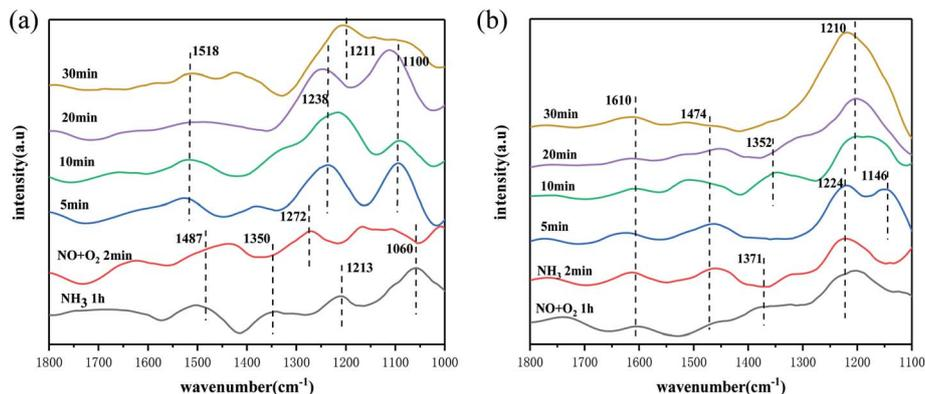 (a)
1518
1211
1100
30min
1238
20min
10min
5min
1272
1487
1350
1060
NO+O₂ 2min
1213
NH₃ 1h
intensity(a.u)
1800 1700 1600 1500 1400 1300 1200 1100 1000
wavenumber(cm⁻¹)
(b)
1210
1610
1474
30min
1352
20min
10min
1224
1146
5min
1371
NH₃ 2min
NO+O₂ 1h
intensity(a.u)
1800 1700 1600 1500 1400 1300 1200 1100
wavenumber(cm⁻¹)